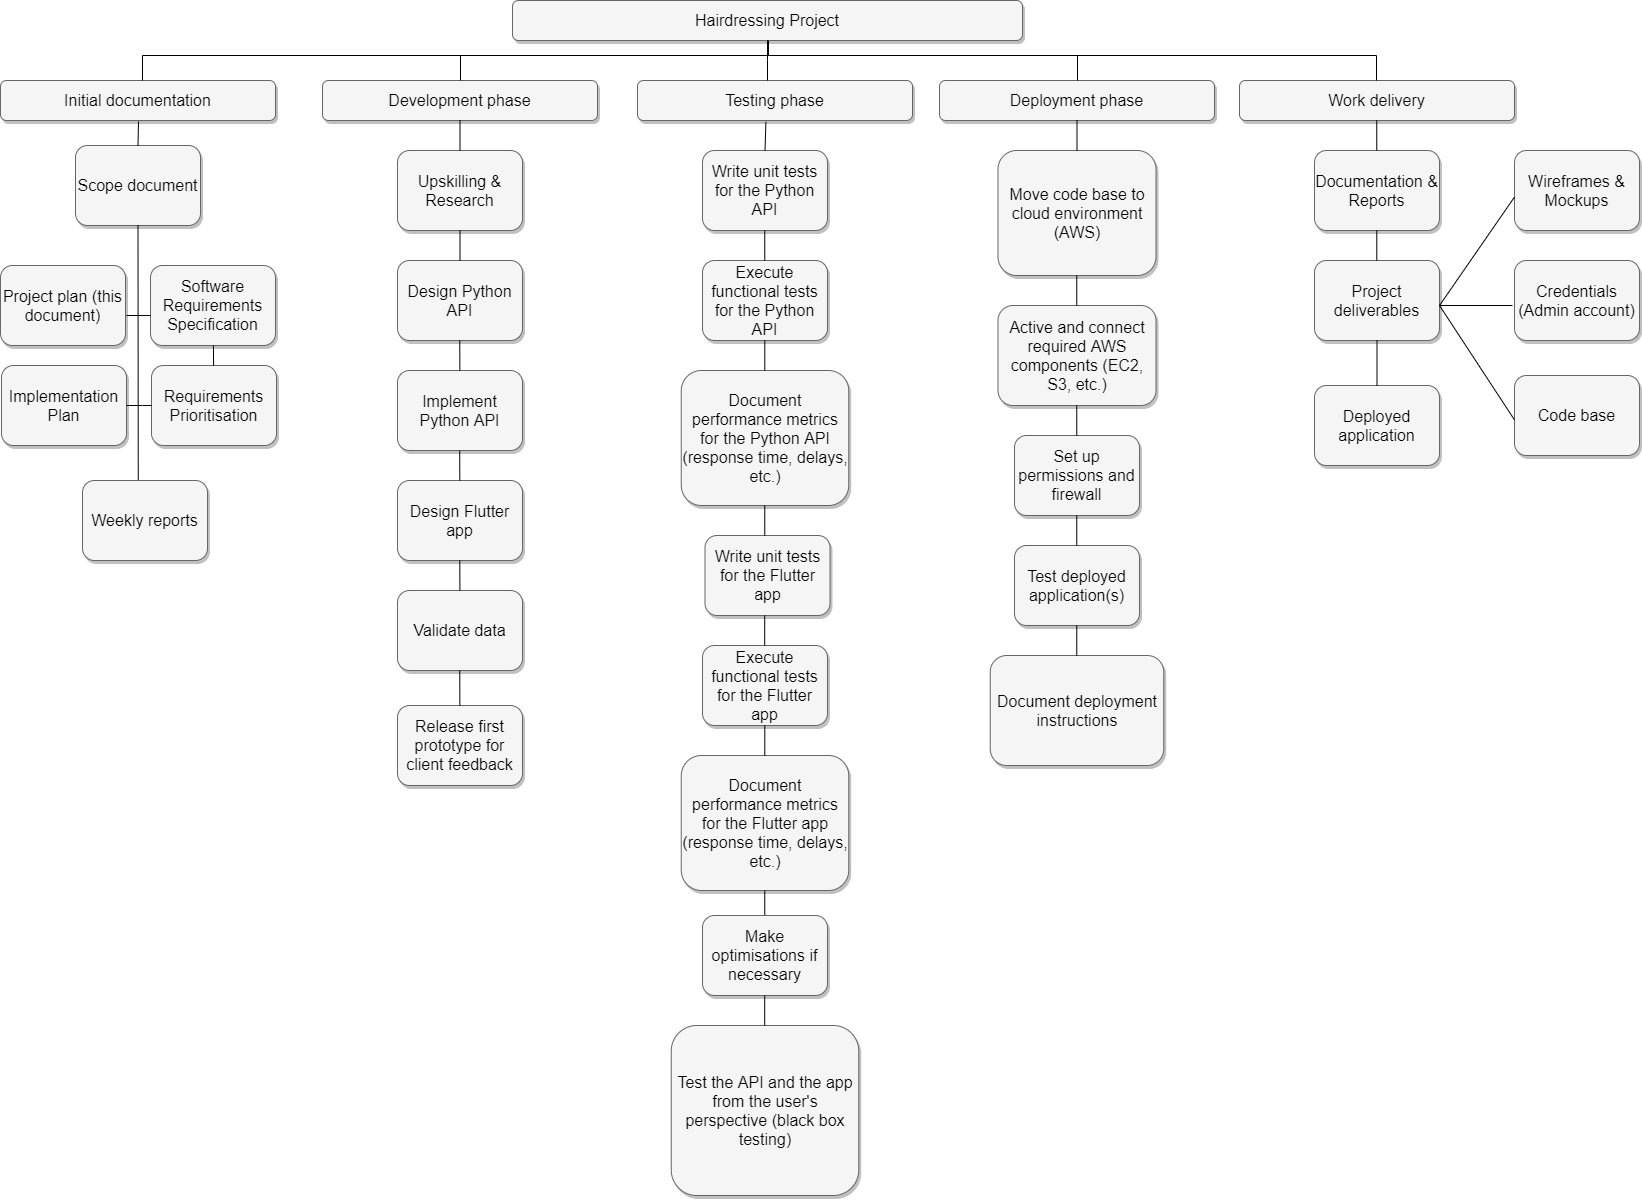 Hairdressing Project
Initial documentation
Scope document
Project plan (this
document)
Software
Requirements
Specification
Implementation
Plan
Requirements
Prioritisation
Weekly reports
Development phase
Upskilling &
Research
Design Python
API
Implement
Python API
Design Flutter
app
Validate data
Release first
prototype for
client feedback
Testing phase
Write unit tests
for the Python
API
Execute
functional tests
for the Python
API
Document
performance metrics
for the Python API
(response time, delays,
etc.)
Write unit tests
for the Flutter
app
Execute
functional tests
for the Flutter
app
Document
performance metrics
for the Flutter app
(response time, delays,
etc.)
Make
optimisations if
necessary
Test the API and the app
from the user's
perspective (black box
testing)
Deployment phase
Move code base to
cloud environment
(AWS)
Active and connect
required AWS
components (EC2,
S3, etc.)
Set up
permissions and
firewall
Test deployed
application(s)
Document deployment
instructions
Work delivery
Documentation &
Reports
Project
deliverables
Deployed
application
Wireframes &
Mockups
Credentials
(Admin account)
Code base